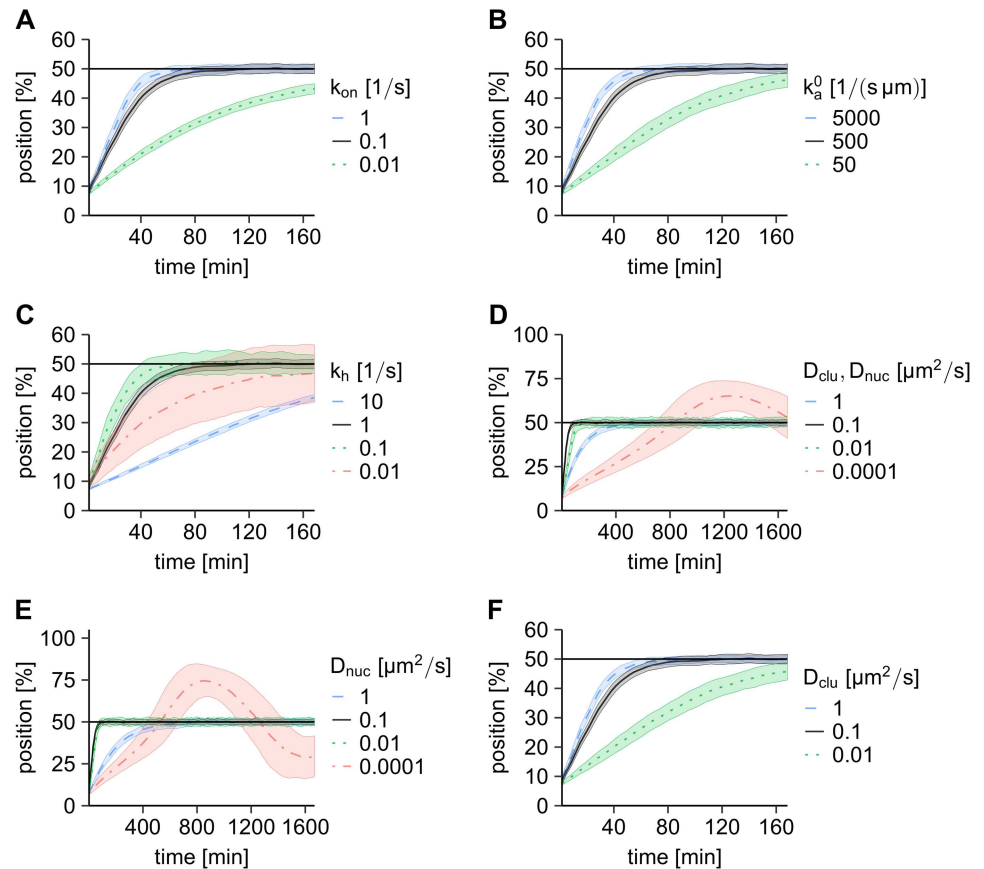 A
position [%]
60
50
40
30
20
10
0
40 80 120 160
time [min]
k_on [1/s]
1
0.1
0.01
B
position [%]
60
50
40
30
20
10
0
40 80 120 160
time [min]
k_a^0 [1/(s µm)]
5000
500
50
C
position [%]
60
50
40
30
20
10
0
40 80 120 160
time [min]
k_h [1/s]
10
1
0.1
0.01
D
position [%]
100
75
50
25
0
400 800 1200 1600
time [min]
D_clu, D_nuc [µm²/s]
1
0.1
0.01
0.0001
E
position [%]
100
75
50
25
0
400 800 1200 1600
time [min]
D_nuc [µm²/s]
1
0.1
0.01
0.0001
F
position [%]
60
50
40
30
20
10
0
40 80 120 160
time [min]
D_clu [µm²/s]
1
0.1
0.01